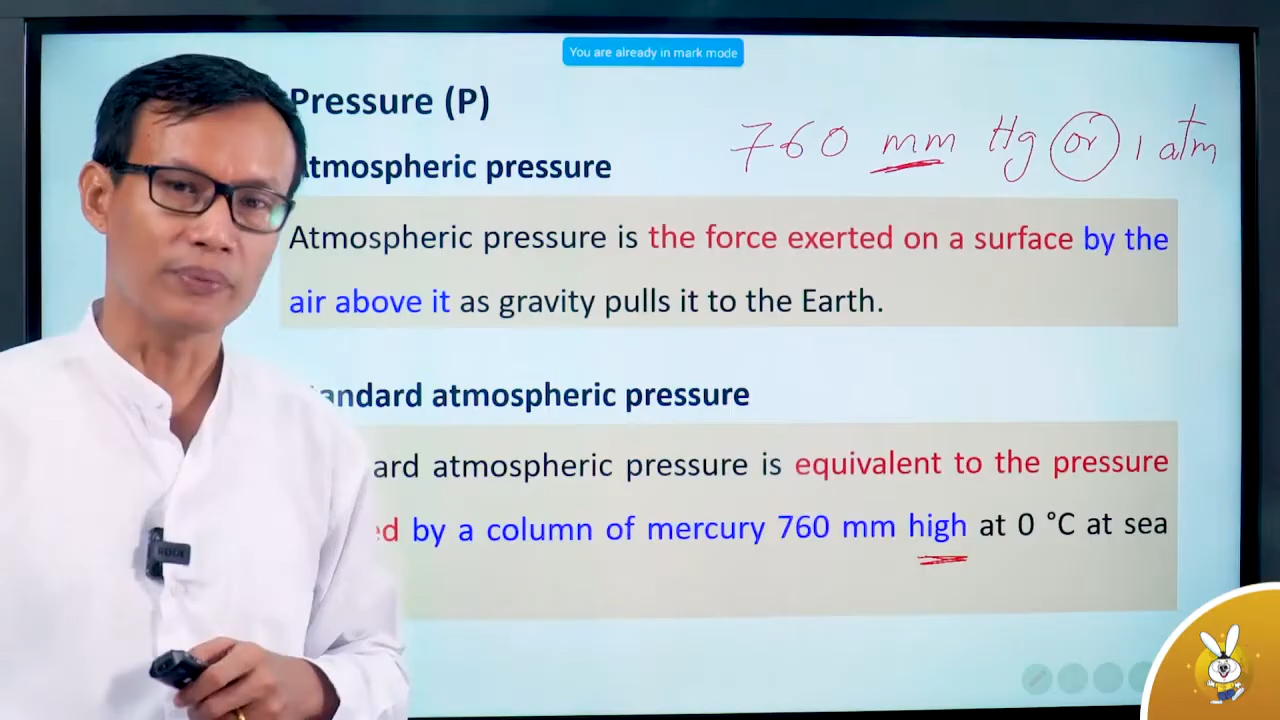 You are already in mark mode
Pressure (P)
760 mm Hg or 1 atm
Atmospheric pressure
Atmospheric pressure is the force exerted on a surface by the
air above it as gravity pulls it to the Earth.
andard atmospheric pressure
ard atmospheric pressure is equivalent to the pressure
ed by a column of mercury 760 mm high at 0 °C at sea
RODE